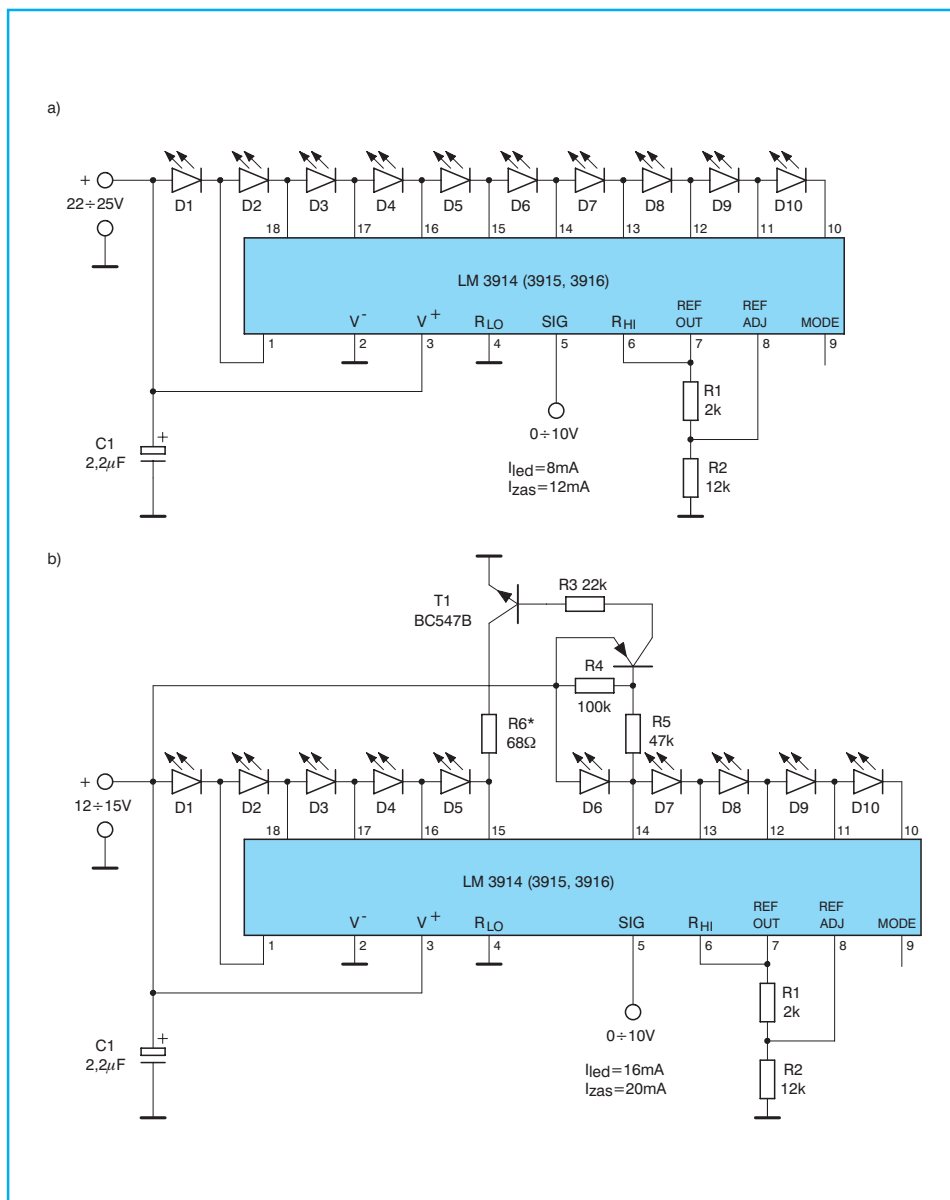 a)
+
22÷25V
D1 D2 D3 D4 D5 D6 D7 D8 D9 D10
18 17 16 15 14 13 12 11 10
LM 3914 (3915, 3916)
V- V+ RLO SIG RHI REF OUT REF ADJ MODE
1 2 3 4 5 6 7 8 9
C1
2,2µF
+
0÷10V
Iled=8mA
Izas=12mA
R1
2k
R2
12k
b)
T1
BC547B
R3 22k
R4
100k
R5
47k
R6*
68Ω
+
12÷15V
D1 D2 D3 D4 D5 D6 D7 D8 D9 D10
18 17 16 15 14 13 12 11 10
LM 3914 (3915, 3916)
V- V+ RLO SIG RHI REF OUT REF ADJ MODE
1 2 3 4 5 6 7 8 9
C1
2,2µF
+
0÷10V
Iled=16mA
Izas=20mA
R1
2k
R2
12k